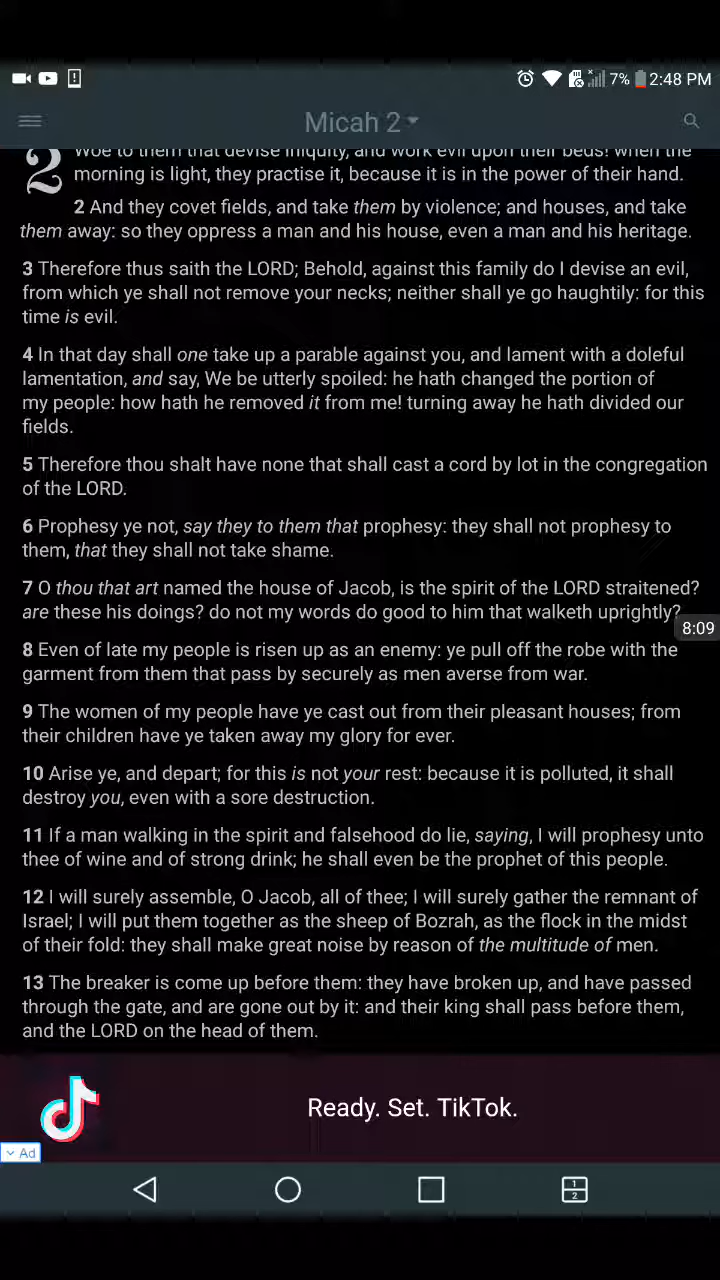 7% 2:48 PM
Micah 2
2 Woe to them that devise iniquity, and work evil upon their beds! when the
morning is light, they practise it, because it is in the power of their hand.
2 And they covet fields, and take them by violence; and houses, and take
them away: so they oppress a man and his house, even a man and his heritage.
3 Therefore thus saith the LORD; Behold, against this family do I devise an evil,
from which ye shall not remove your necks; neither shall ye go haughtily: for this
time is evil.
4 In that day shall one take up a parable against you, and lament with a doleful
lamentation, and say, We be utterly spoiled: he hath changed the portion of
my people: how hath he removed it from me! turning away he hath divided our
fields.
5 Therefore thou shalt have none that shall cast a cord by lot in the congregation
of the LORD.
6 Prophesy ye not, say they to them that prophesy: they shall not prophesy to
them, that they shall not take shame.
7 O thou that art named the house of Jacob, is the spirit of the LORD straitened?
are these his doings? do not my words do good to him that walketh uprightly?
8:09
8 Even of late my people is risen up as an enemy: ye pull off the robe with the
garment from them that pass by securely as men averse from war.
9 The women of my people have ye cast out from their pleasant houses; from
their children have ye taken away my glory for ever.
10 Arise ye, and depart; for this is not your rest: because it is polluted, it shall
destroy you, even with a sore destruction.
11 If a man walking in the spirit and falsehood do lie, saying, I will prophesy unto
thee of wine and of strong drink; he shall even be the prophet of this people.
12 I will surely assemble, O Jacob, all of thee; I will surely gather the remnant of
Israel; I will put them together as the sheep of Bozrah, as the flock in the midst
of their fold: they shall make great noise by reason of the multitude of men.
13 The breaker is come up before them: they have broken up, and have passed
through the gate, and are gone out by it: and their king shall pass before them,
and the LORD on the head of them.
Ready. Set. TikTok.
Ad
1
2